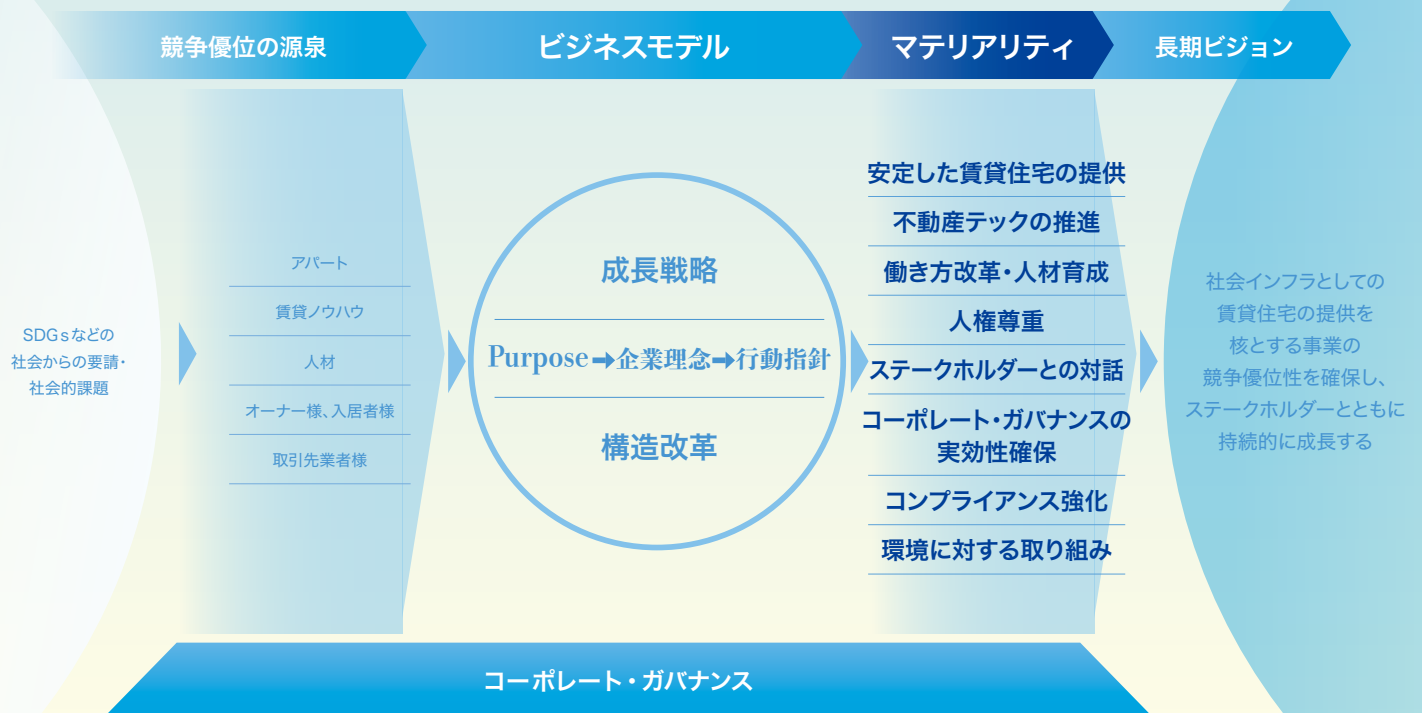 競争優位の源泉
ビジネスモデル
マテリアリティ
長期ビジョン
SDGsなどの
社会からの要請・
社会的課題
アパート
賃貸ノウハウ
人材
オーナー様、入居者様
取引先業者様
成長戦略
Purpose➡企業理念➡行動指針
構造改革
安定した賃貸住宅の提供
不動産テックの推進
働き方改革・人材育成
人権尊重
ステークホルダーとの対話
コーポレート・ガバナンスの
実効性確保
コンプライアンス強化
環境に対する取り組み
社会インフラとしての
賃貸住宅の提供を
核とする事業の
競争優位性を確保し、
ステークホルダーとともに
持続的に成長する
コーポレート・ガバナンス